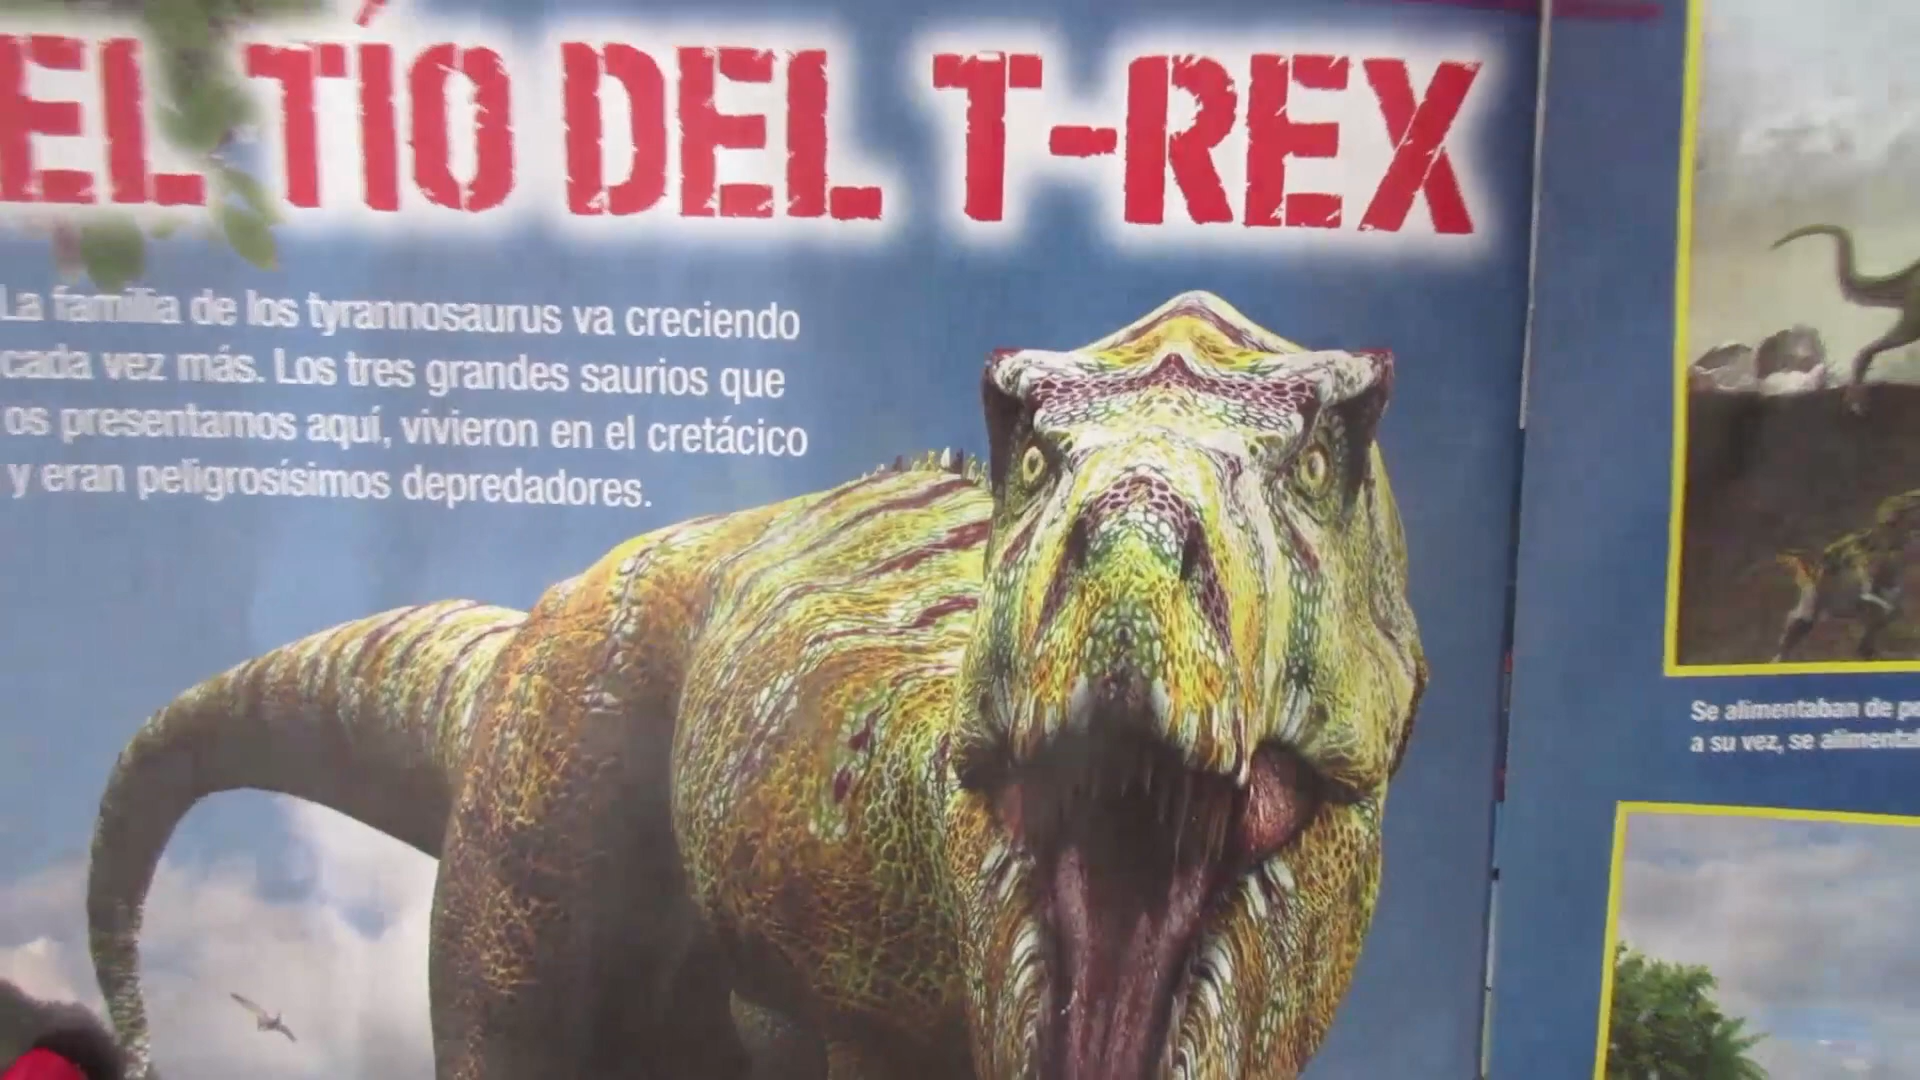 EL TÍO DEL T-REX
La familia de los tyrannosaurus va creciendo
cada vez más. Los tres grandes saurios que
os presentamos aquí, vivieron en el cretácico
y eran peligrosísimos depredadores.
Se alimentaban de
a su vez, se